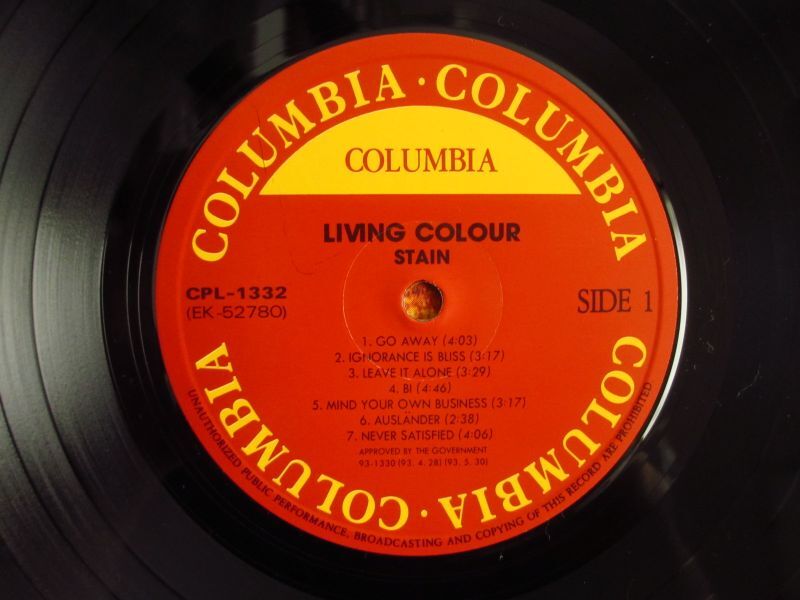 COLUMBIA · COLUMBIA
COLUMBIA
LIVING COLOUR
STAIN
CPL-1332
(EK-52780)
SIDE 1
1. GO AWAY (4:03)
2. IGNORANCE IS BLISS (3:17)
3. LEAVE IT ALONE (3:29)
4. BI (4:46)
5. MIND YOUR OWN BUSINESS (3:17)
6. AUSLÄNDER (2:38)
7. NEVER SATISFIED (4:06)
APPROVED BY THE GOVERNMENT
93-1330 (93. 4. 28) (93. 5. 30)
COLUMBIA · COLUMBIA
UNAUTHORIZED PUBLIC PERFORMANCE, BROADCASTING AND COPYING OF THIS RECORD ARE PROHIBITED